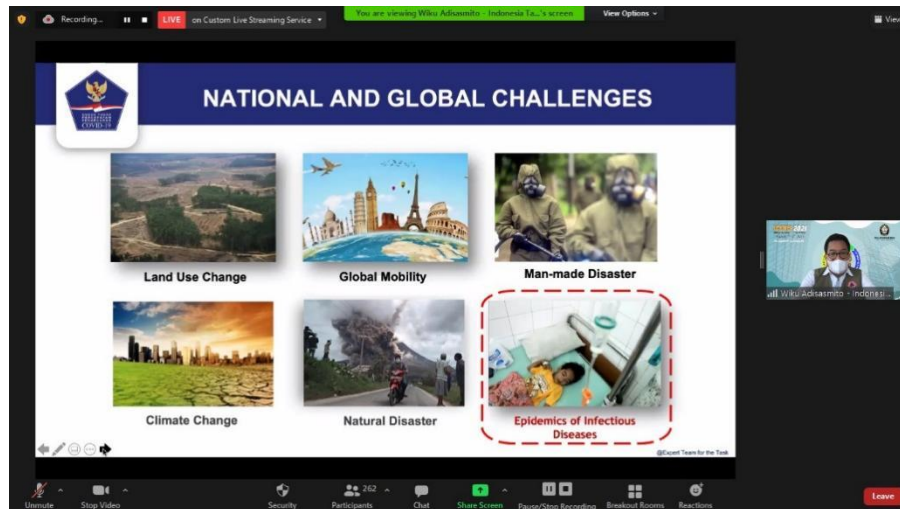 Recording...
LIVE
on Custom Live Streaming Service
You are viewing Wiku Adisasmito - Indonesia Ta...'s screen
View Options
View
NATIONAL AND GLOBAL CHALLENGES
COVID-19
Land Use Change
Global Mobility
Man-made Disaster
Climate Change
Natural Disaster
Epidemics of Infectious
Diseases
@Expert Team for the Task
Wiku Adisasmito - Indonesi...
Unmute
Stop Video
Security
262
Participants
Chat
Share Screen
Pause/Stop Recording
Breakout Rooms
Reactions
Leave